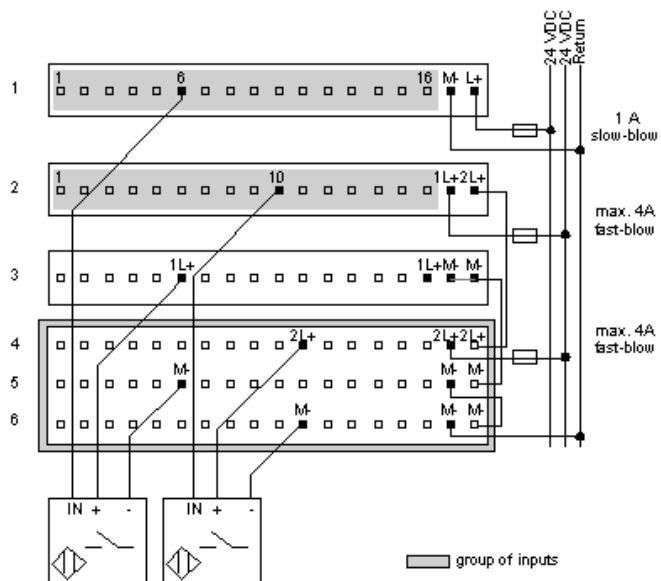 24 VDC
24 VDC
Return
1 6 16 M- L+
1
1 A
slow-blow
1 10 1L+ 2L+
2
max. 4A
fast-blow
1L+ 1L+ M- M-
3
2L+ 2L+ 2L+
4
max. 4A
fast-blow
M- M- M-
5
M- M- M-
6
IN + -
IN + -
group of inputs